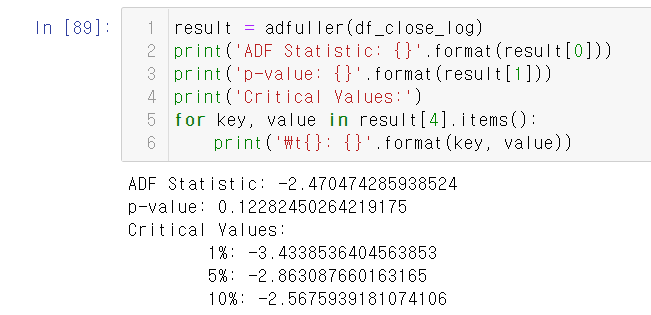 In [89]:
1 result = adfuller(df_close_log)
2 print('ADF Statistic: {}'.format(result[0]))
3 print('p-value: {}'.format(result[1]))
4 print('Critical Values:')
5 for key, value in result[4].items():
6     print('₩t{}: {}'.format(key, value))
ADF Statistic: -2.470474285938524
p-value: 0.12282450264219175
Critical Values:
1%: -3.4338536404563853
5%: -2.863087660163165
10%: -2.5675939181074106